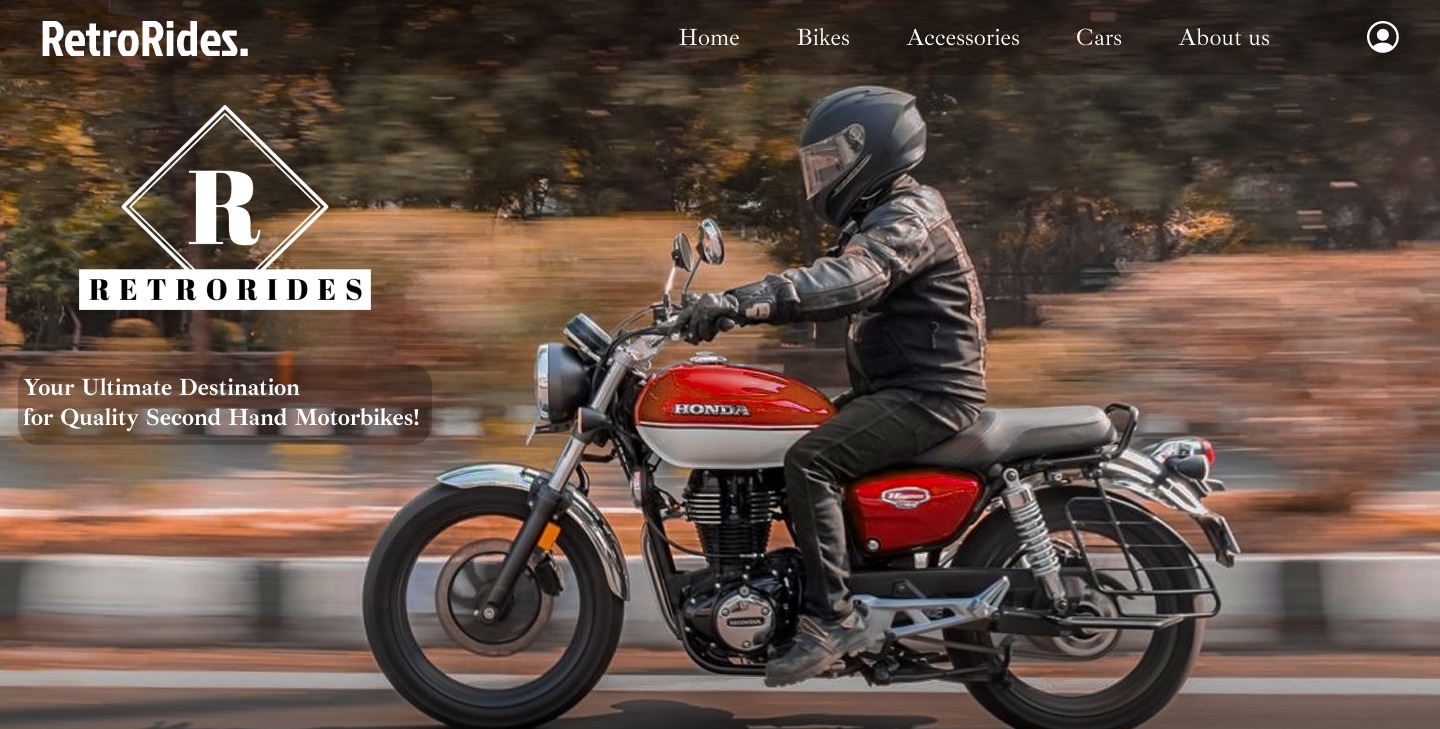 RetroRides.
Home Bikes Accessories Cars About us
R
RETRORIDES
Your Ultimate Destination
for Quality Second Hand Motorbikes!
HONDA
HONDA